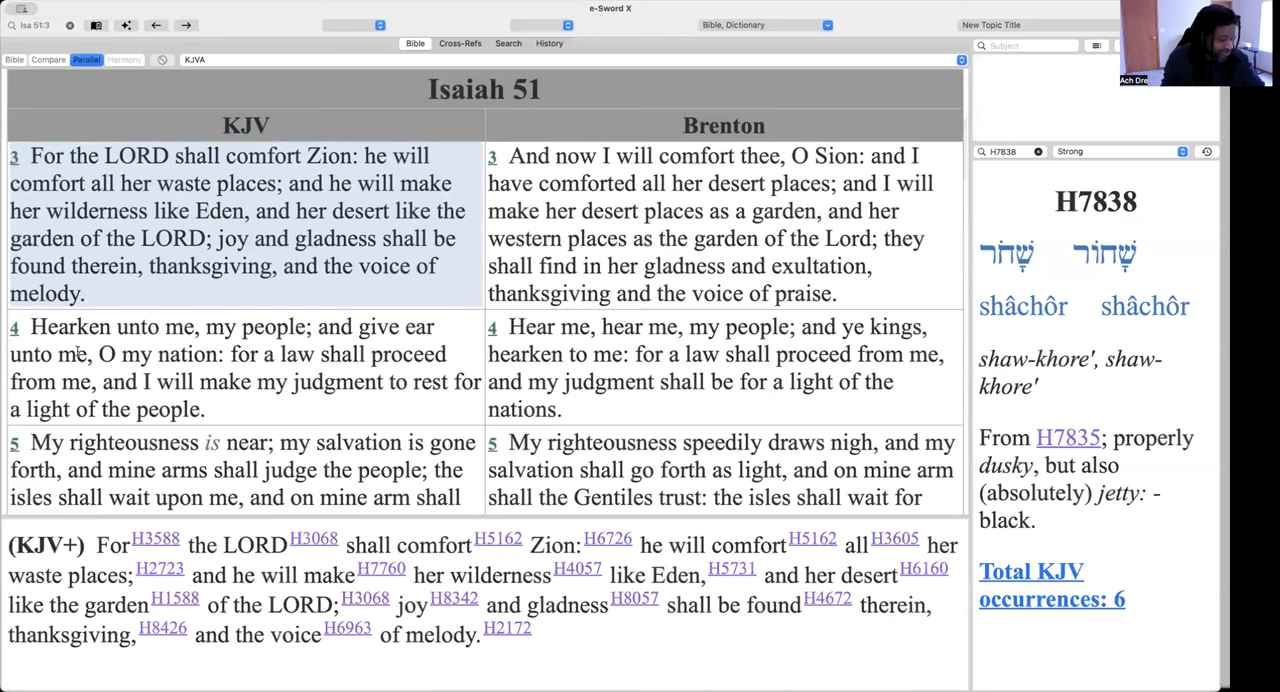 e-Sword X
Isa 51:3
Bible, Dictionary
New Topic Title
Bible Cross-Refs Search History
Subject
Bible Compare Parallel Harmony KJVA
Ach Dre
Isaiah 51
KJV
3 For the LORD shall comfort Zion: he will
comfort all her waste places; and he will make
her wilderness like Eden, and her desert like the
garden of the LORD; joy and gladness shall be
found therein, thanksgiving, and the voice of
melody.
4 Hearken unto me, my people; and give ear
unto me, O my nation: for a law shall proceed
from me, and I will make my judgment to rest for
a light of the people.
5 My righteousness is near; my salvation is gone
forth, and mine arms shall judge the people; the
isles shall wait upon me, and on mine arm shall
Brenton
3 And now I will comfort thee, O Sion: and I
have comforted all her desert places; and I will
make her desert places as a garden, and her
western places as the garden of the Lord; they
shall find in her gladness and exultation,
thanksgiving and the voice of praise.
4 Hear me, hear me, my people; and ye kings,
hearken to me: for a law shall proceed from me,
and my judgment shall be for a light of the
nations.
5 My righteousness speedily draws nigh, and my
salvation shall go forth as light, and on mine arm
shall the Gentiles trust: the isles shall wait for
(KJV+) For H3588 the LORD H3068 shall comfort H5162 Zion: H6726 he will comfort H5162 all H3605 her
waste places; H2723 and he will make H7760 her wilderness H4057 like Eden, H5731 and her desert H6160
like the garden H1588 of the LORD; H3068 joy H8342 and gladness H8057 shall be found H4672 therein,
thanksgiving, H8426 and the voice H6963 of melody. H2172
H7838 Strong
H7838
שָׁחֹר שָׁחוֹר
shâchôr shâchôr
shaw-khore', shaw-
khore'
From H7835; properly
dusky, but also
(absolutely) jetty: -
black.
Total KJV
occurrences: 6